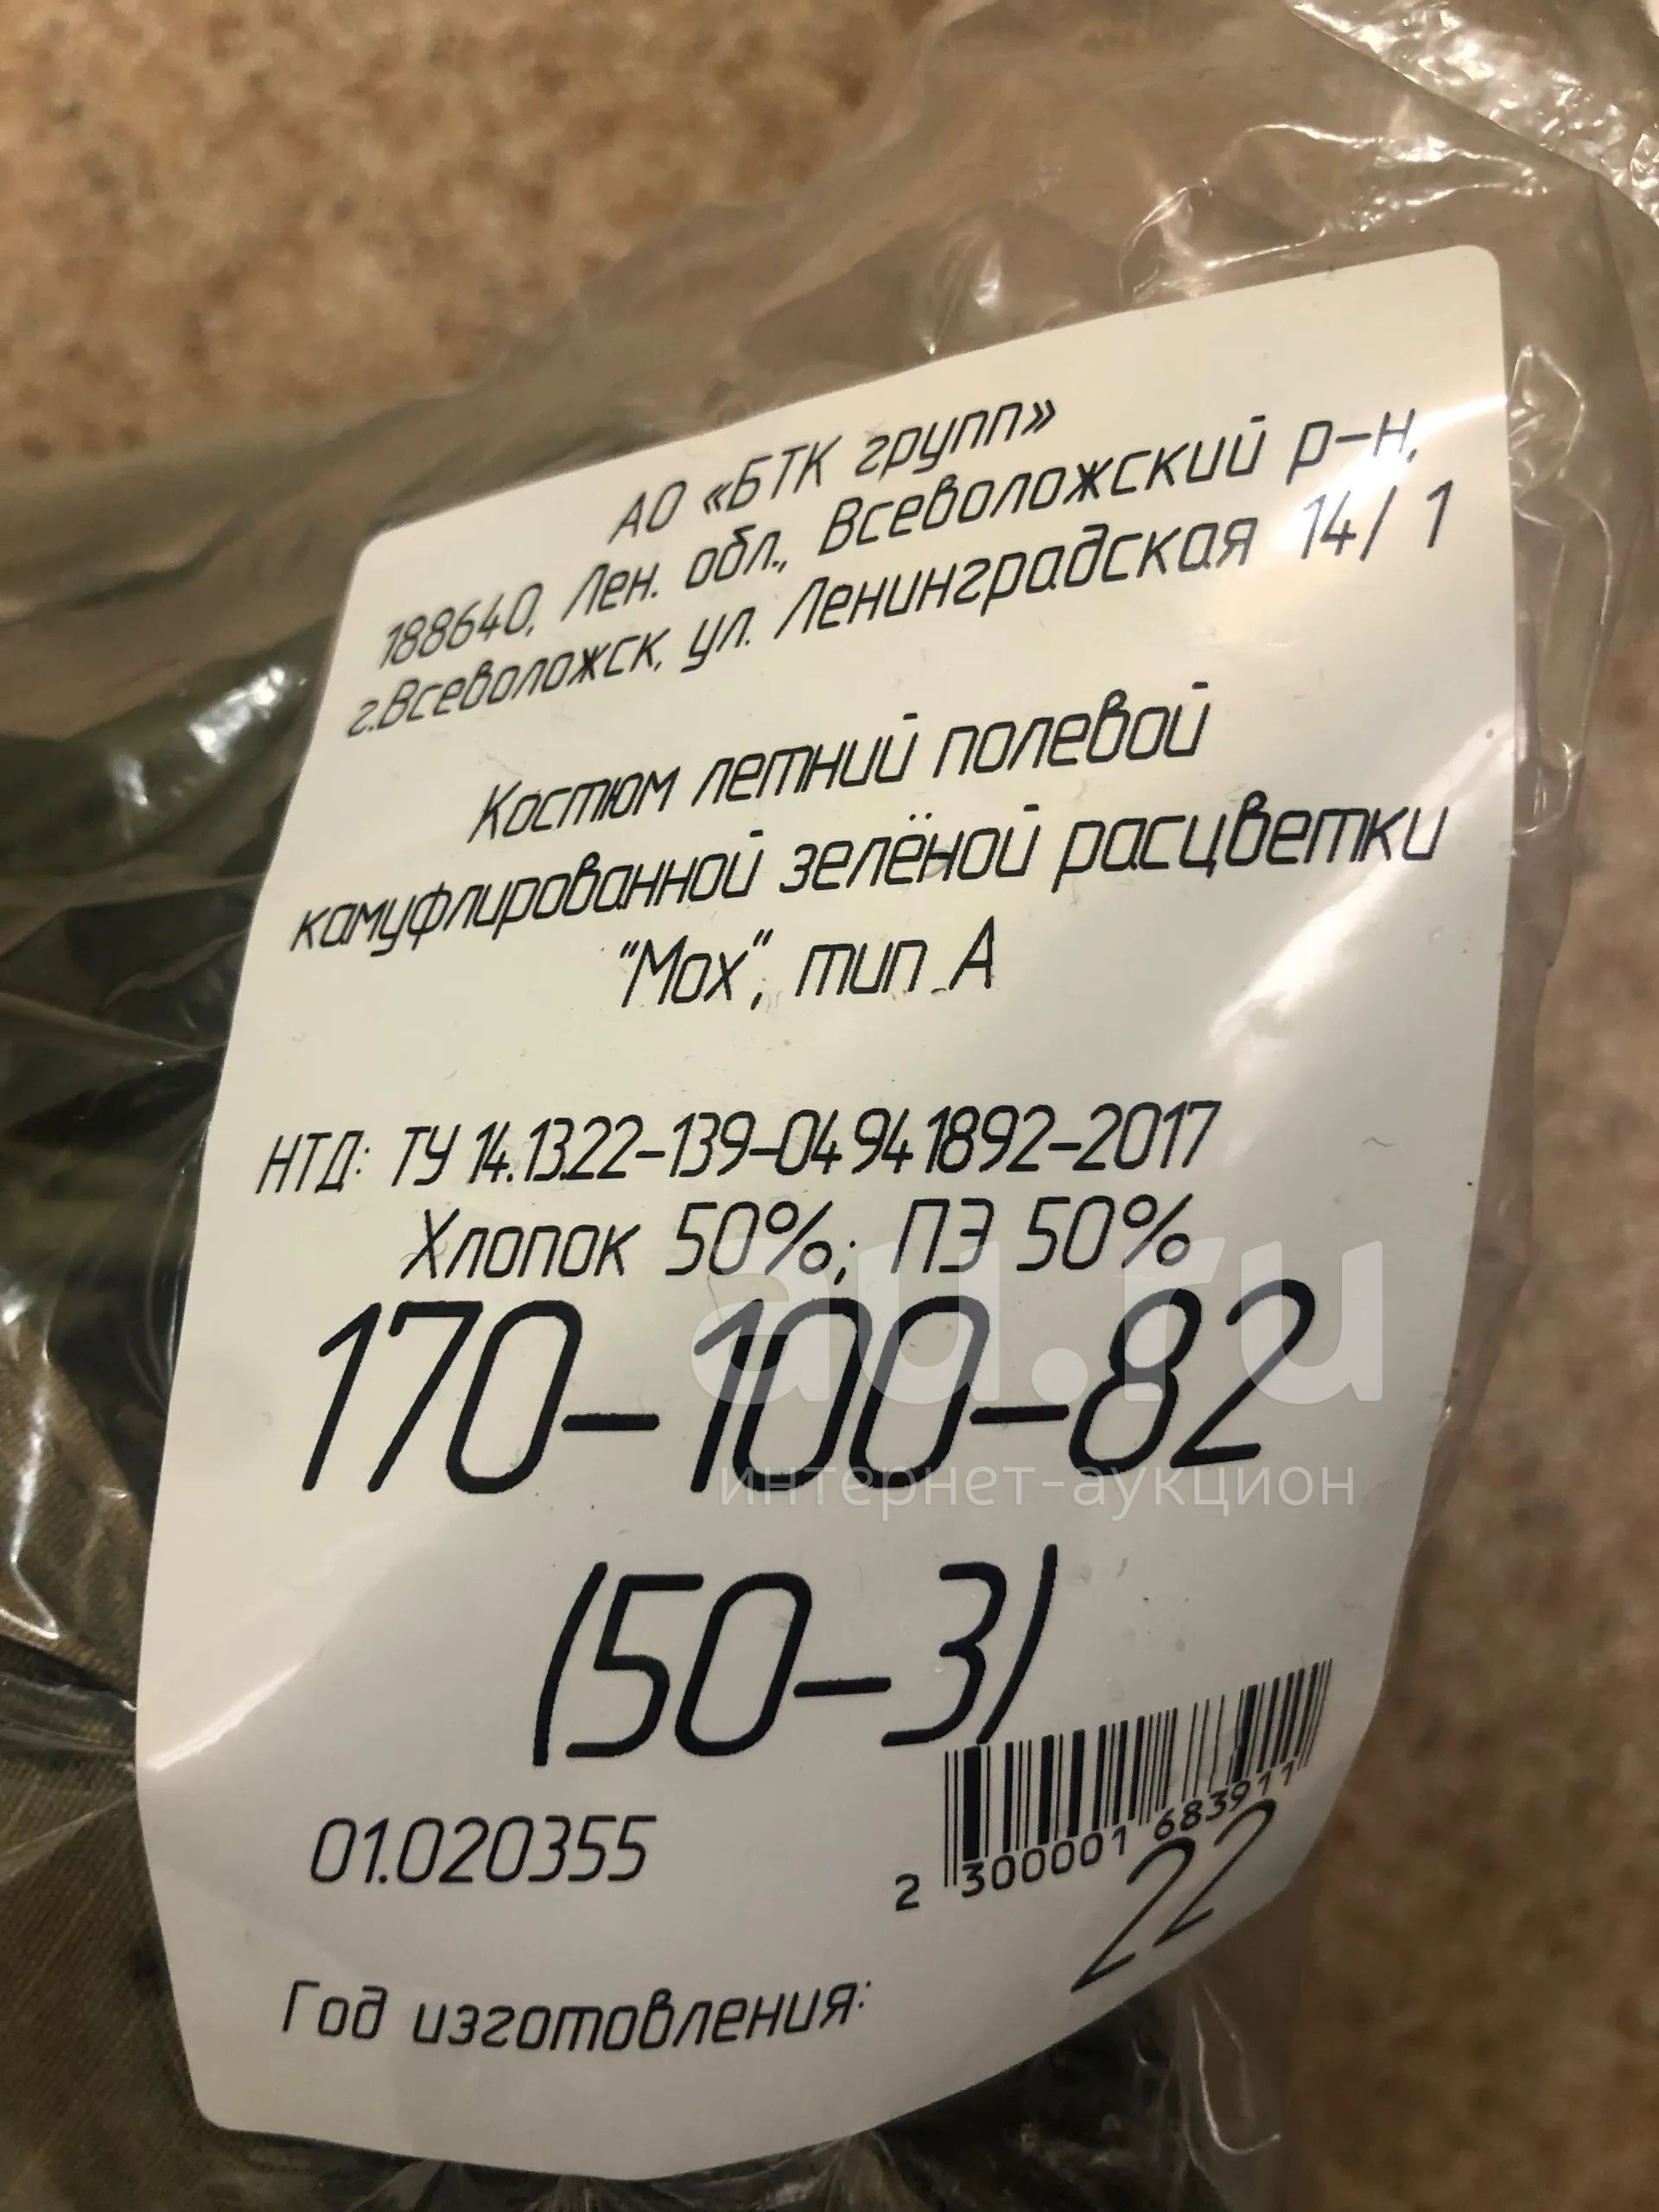 АО «БТК групп»
188640, Лен. обл., Всеволожский р-н,
г.Всеволожск, ул. Ленинградская 14/1
Костюм летний полевой
камуфлированной зелёной расцветки
"Мох", тип А
НТД: ТУ 14.13.22-139-04941892-2017
Хлопок 50%; ПЭ 50%
170-100-82
(50-3)
01.020355
2 300001 683911
22
Год изготовления:
au.ru
интернет-аукцион